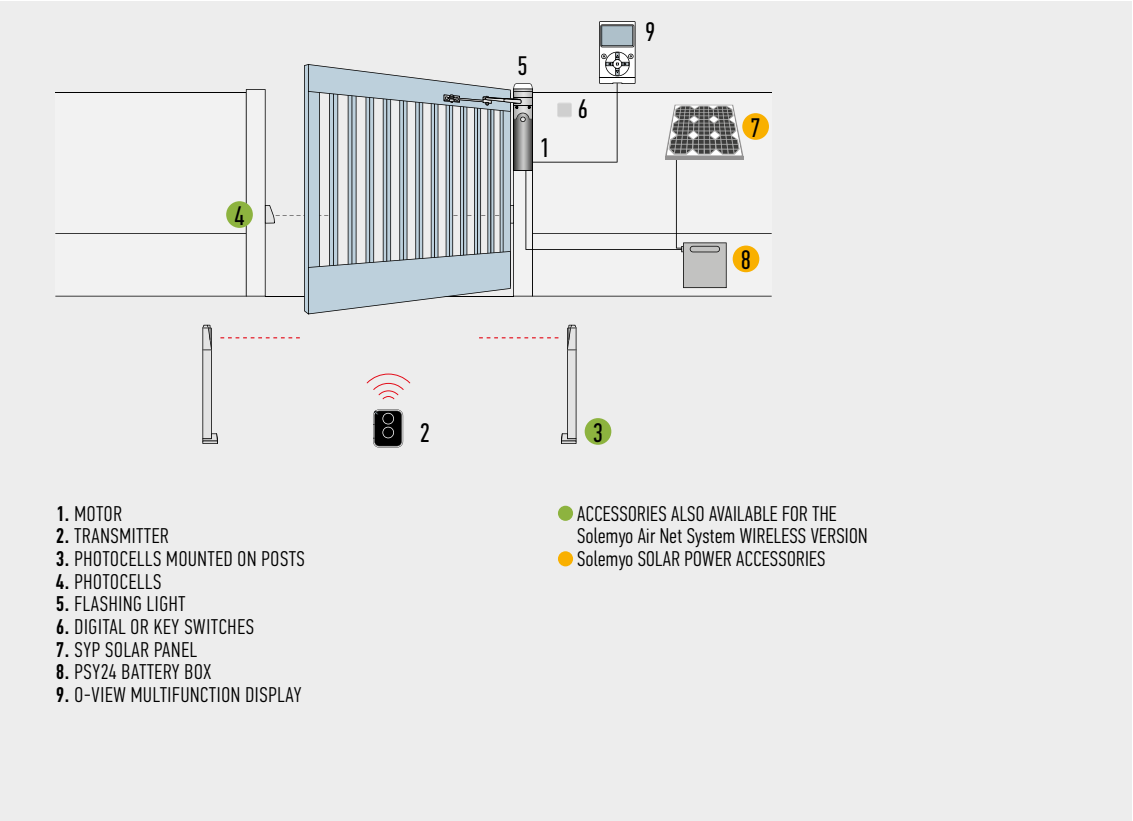 9
5
6
7
1
4
8
2
3
1. MOTOR
2. TRANSMITTER
3. PHOTOCELLS MOUNTED ON POSTS
4. PHOTOCELLS
5. FLASHING LIGHT
6. DIGITAL OR KEY SWITCHES
7. SYP SOLAR PANEL
8. PSY24 BATTERY BOX
9. O-VIEW MULTIFUNCTION DISPLAY
ACCESSORIES ALSO AVAILABLE FOR THE
Solemyo Air Net System WIRELESS VERSION
Solemyo SOLAR POWER ACCESSORIES